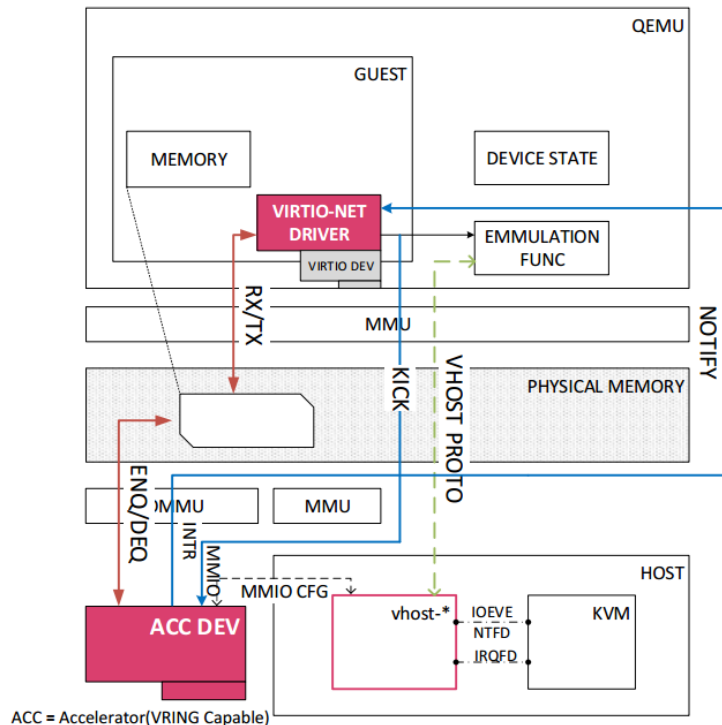 QEMU
GUEST
MEMORY
DEVICE STATE
VIRTIO-NET
DRIVER
EMMULATION
FUNC
VIRTIO DEV
RX/TX
MMU
NOTIFY
KICK
VHOST PROTO
PHYSICAL MEMORY
ENQ/DEQ
OMMU
MMU
INTR
MMIO
MMIO CFG
HOST
ACC DEV
vhost-*
IOEVE
NTFD
IRQFD
KVM
ACC = Accelerator(VRING Capable)